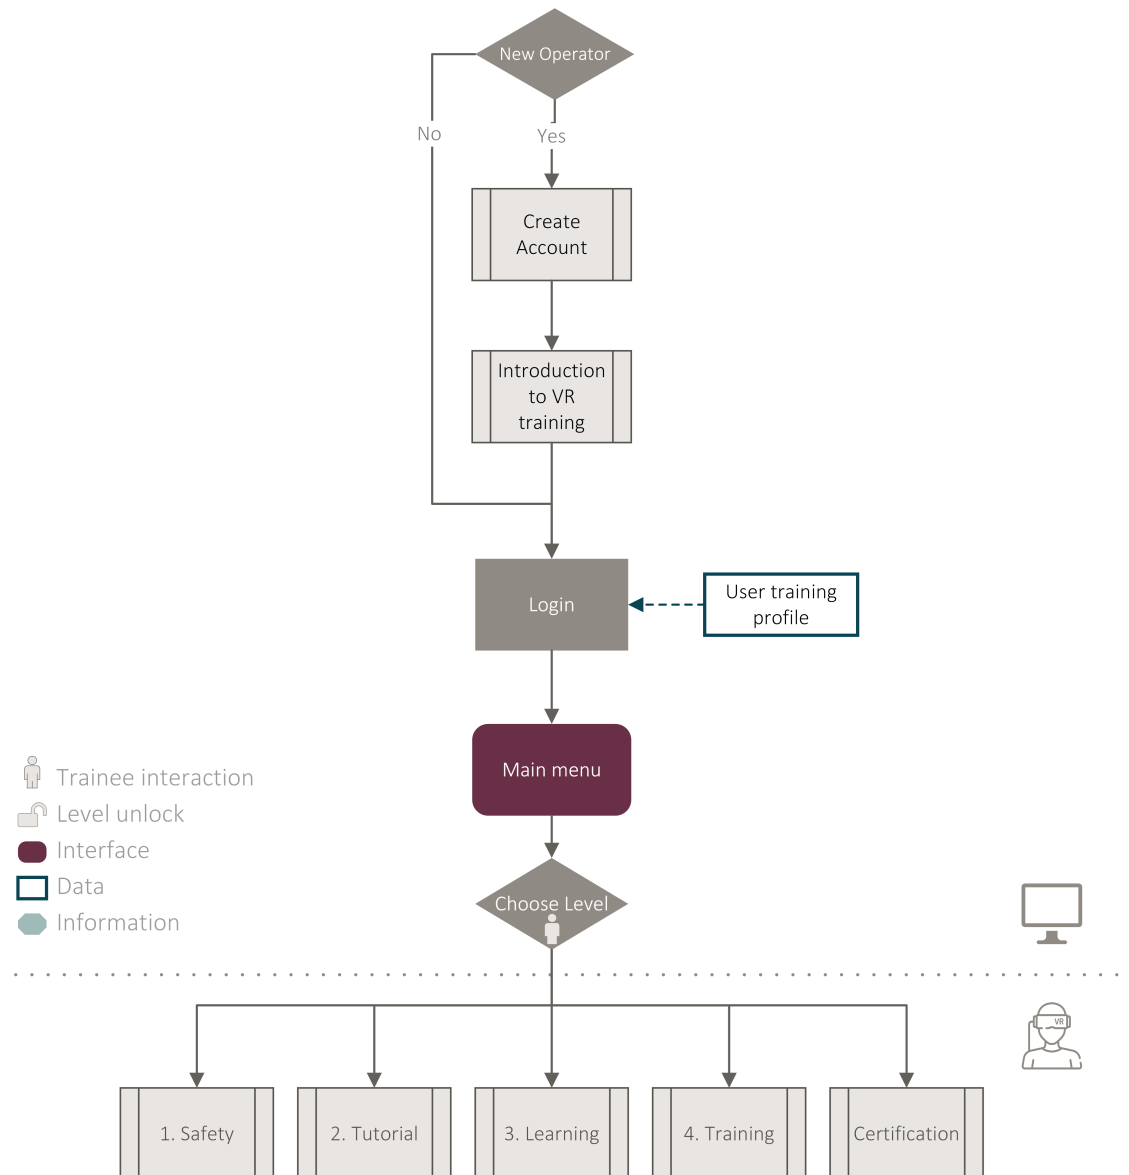 New Operator
No
Yes
Create
Account
Introduction
to VR
training
Login
User training
profile
Main menu
Trainee interaction
Level unlock
Interface
Data
Information
Choose Level
VR
1. Safety
2. Tutorial
3. Learning
4. Training
Certification